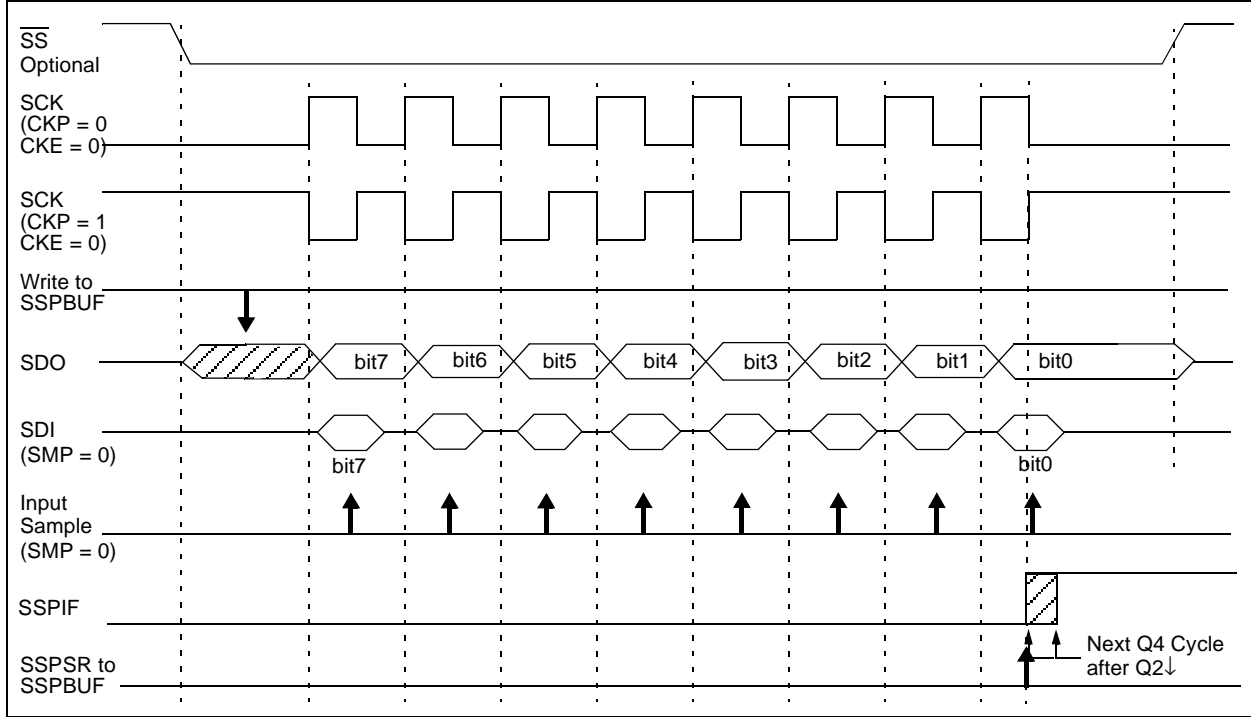 SS
Optional
SCK
(CKP = 0
CKE = 0)
SCK
(CKP = 1
CKE = 0)
Write to
SSPBUF
SDO
bit7 bit6 bit5 bit4 bit3 bit2 bit1 bit0
SDI
(SMP = 0)
bit7 bit0
Input
Sample
(SMP = 0)
SSPIF
Next Q4 Cycle
after Q2↓
SSPSR to
SSPBUF